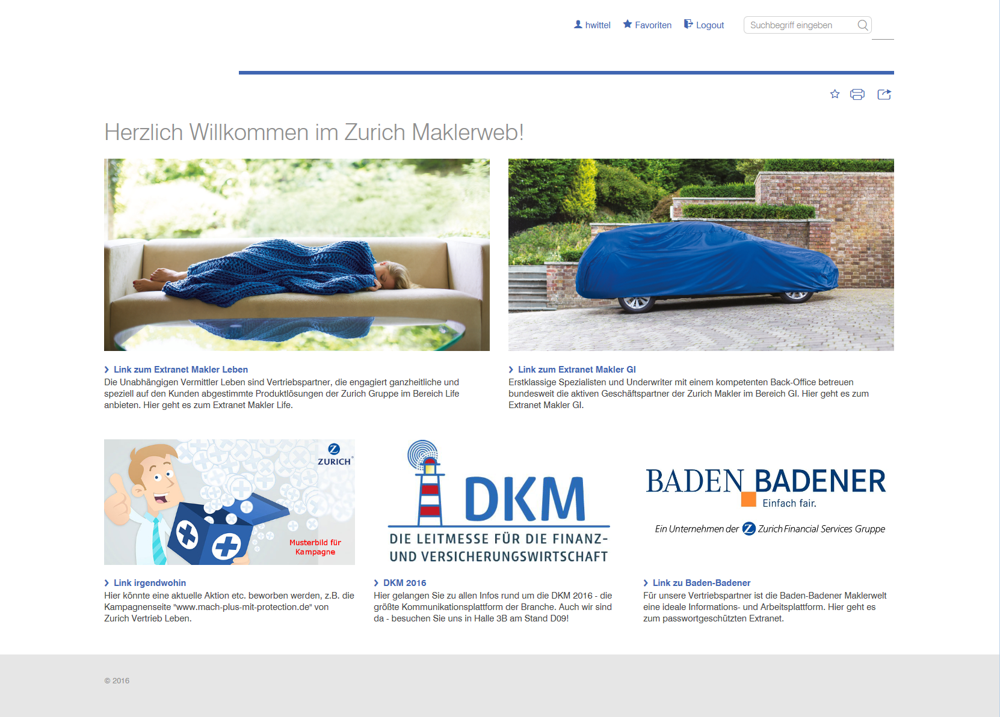 hwittel Favoriten Logout Suchbegriff eingeben
Herzlich Willkommen im Zurich Maklerweb!
Link zum Extranet Makler Leben
Die Unabhängigen Vermittler Leben sind Vertriebspartner, die engagiert ganzheitliche und
speziell auf den Kunden abgestimmte Produktlösungen der Zurich Gruppe im Bereich Life
anbieten. Hier geht es zum Extranet Makler Life.
Link zum Extranet Makler GI
Erstklassige Spezialisten und Underwriter mit einem kompetenten Back-Office betreuen
bundesweit die aktiven Geschäftspartner der Zurich Makler im Bereich GI. Hier geht es zum
Extranet Makler GI.
Z
ZURICH®
Musterbild für
Kampagne
Link irgendwohin
Hier könnte eine aktuelle Aktion etc. beworben werden, z.B. die
Kampagnenseite "www.mach-plus-mit-protection.de" von
Zurich Vertrieb Leben.
DKM
DIE LEITMESSE FÜR DIE FINANZ-
UND VERSICHERUNGSWIRTSCHAFT
DKM 2016
Hier gelangen Sie zu allen Infos rund um die DKM 2016 - die
größte Kommunikationsplattform der Branche. Auch wir sind
da - besuchen Sie uns in Halle 3B am Stand D09!
BADEN BADENER
Einfach fair.
Ein Unternehmen der Z Zurich Financial Services Gruppe
Link zu Baden-Badener
Für unsere Vertriebspartner ist die Baden-Badener Maklerwelt
eine ideale Informations- und Arbeitsplattform. Hier geht es
zum passwortgeschützten Extranet.
© 2016